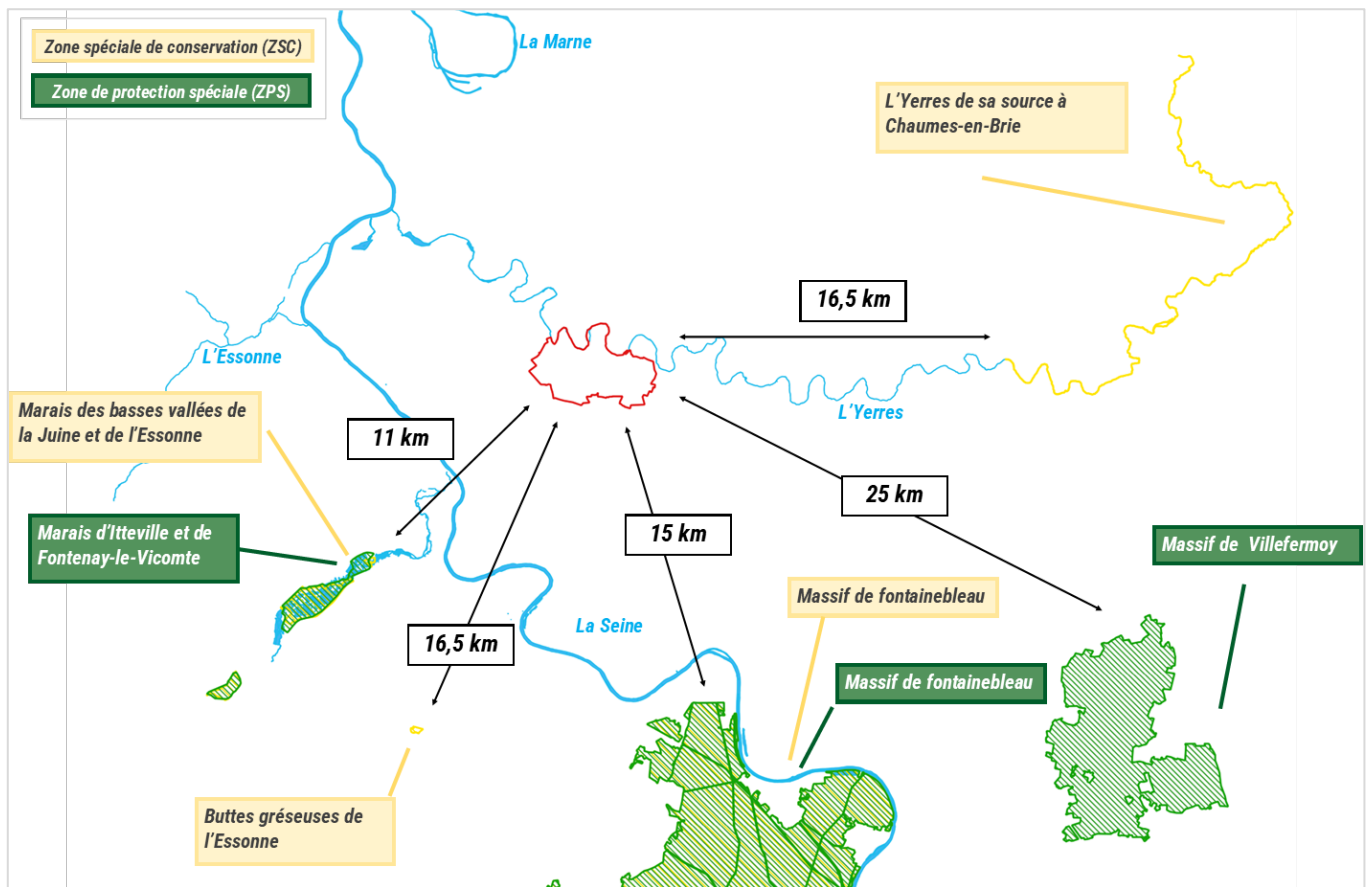 Zone spéciale de conservation (ZSC)
Zone de protection spéciale (ZPS)
La Marne
L'Yerres de sa source à
Chaumes-en-Brie
16,5 km
L'Essonne
L'Yerres
Marais des basses vallées de
la Juine et de l'Essonne
11 km
25 km
Marais d'Itteville et de
Fontenay-le-Vicomte
15 km
Massif de Villefermoy
Massif de fontainebleau
La Seine
16,5 km
Massif de fontainebleau
Buttes gréseuses de
l'Essonne